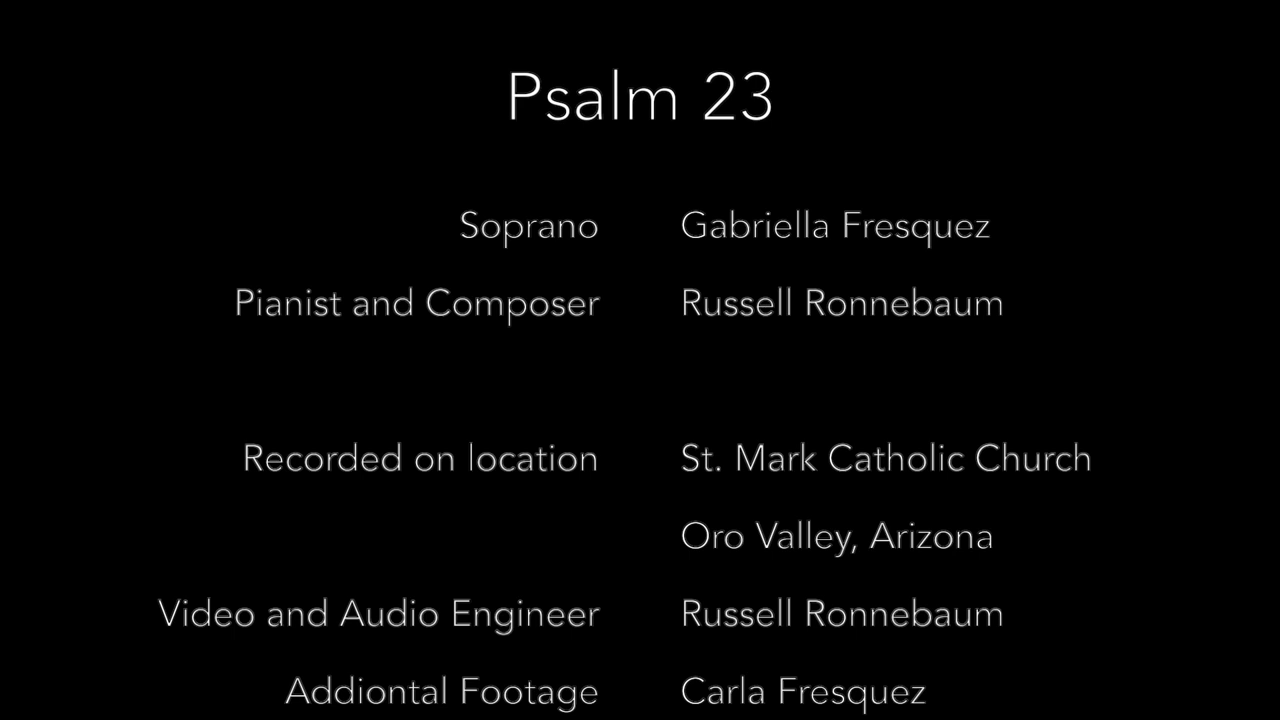 Psalm 23
Soprano Gabriella Fresquez
Pianist and Composer Russell Ronnebaum
Recorded on location St. Mark Catholic Church
Oro Valley, Arizona
Video and Audio Engineer Russell Ronnebaum
Addiontal Footage Carla Fresquez